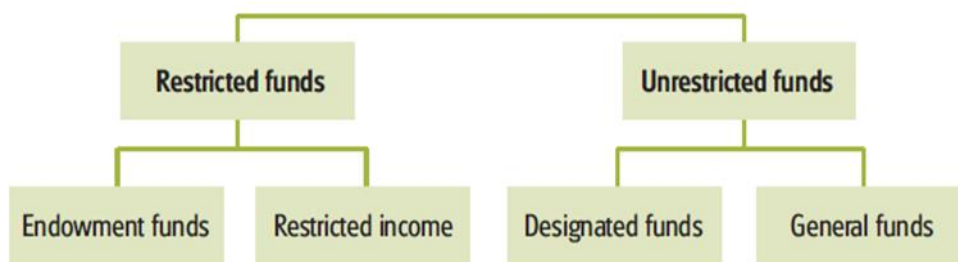 Restricted funds
Unrestricted funds
Endowment funds
Restricted income
Designated funds
General funds